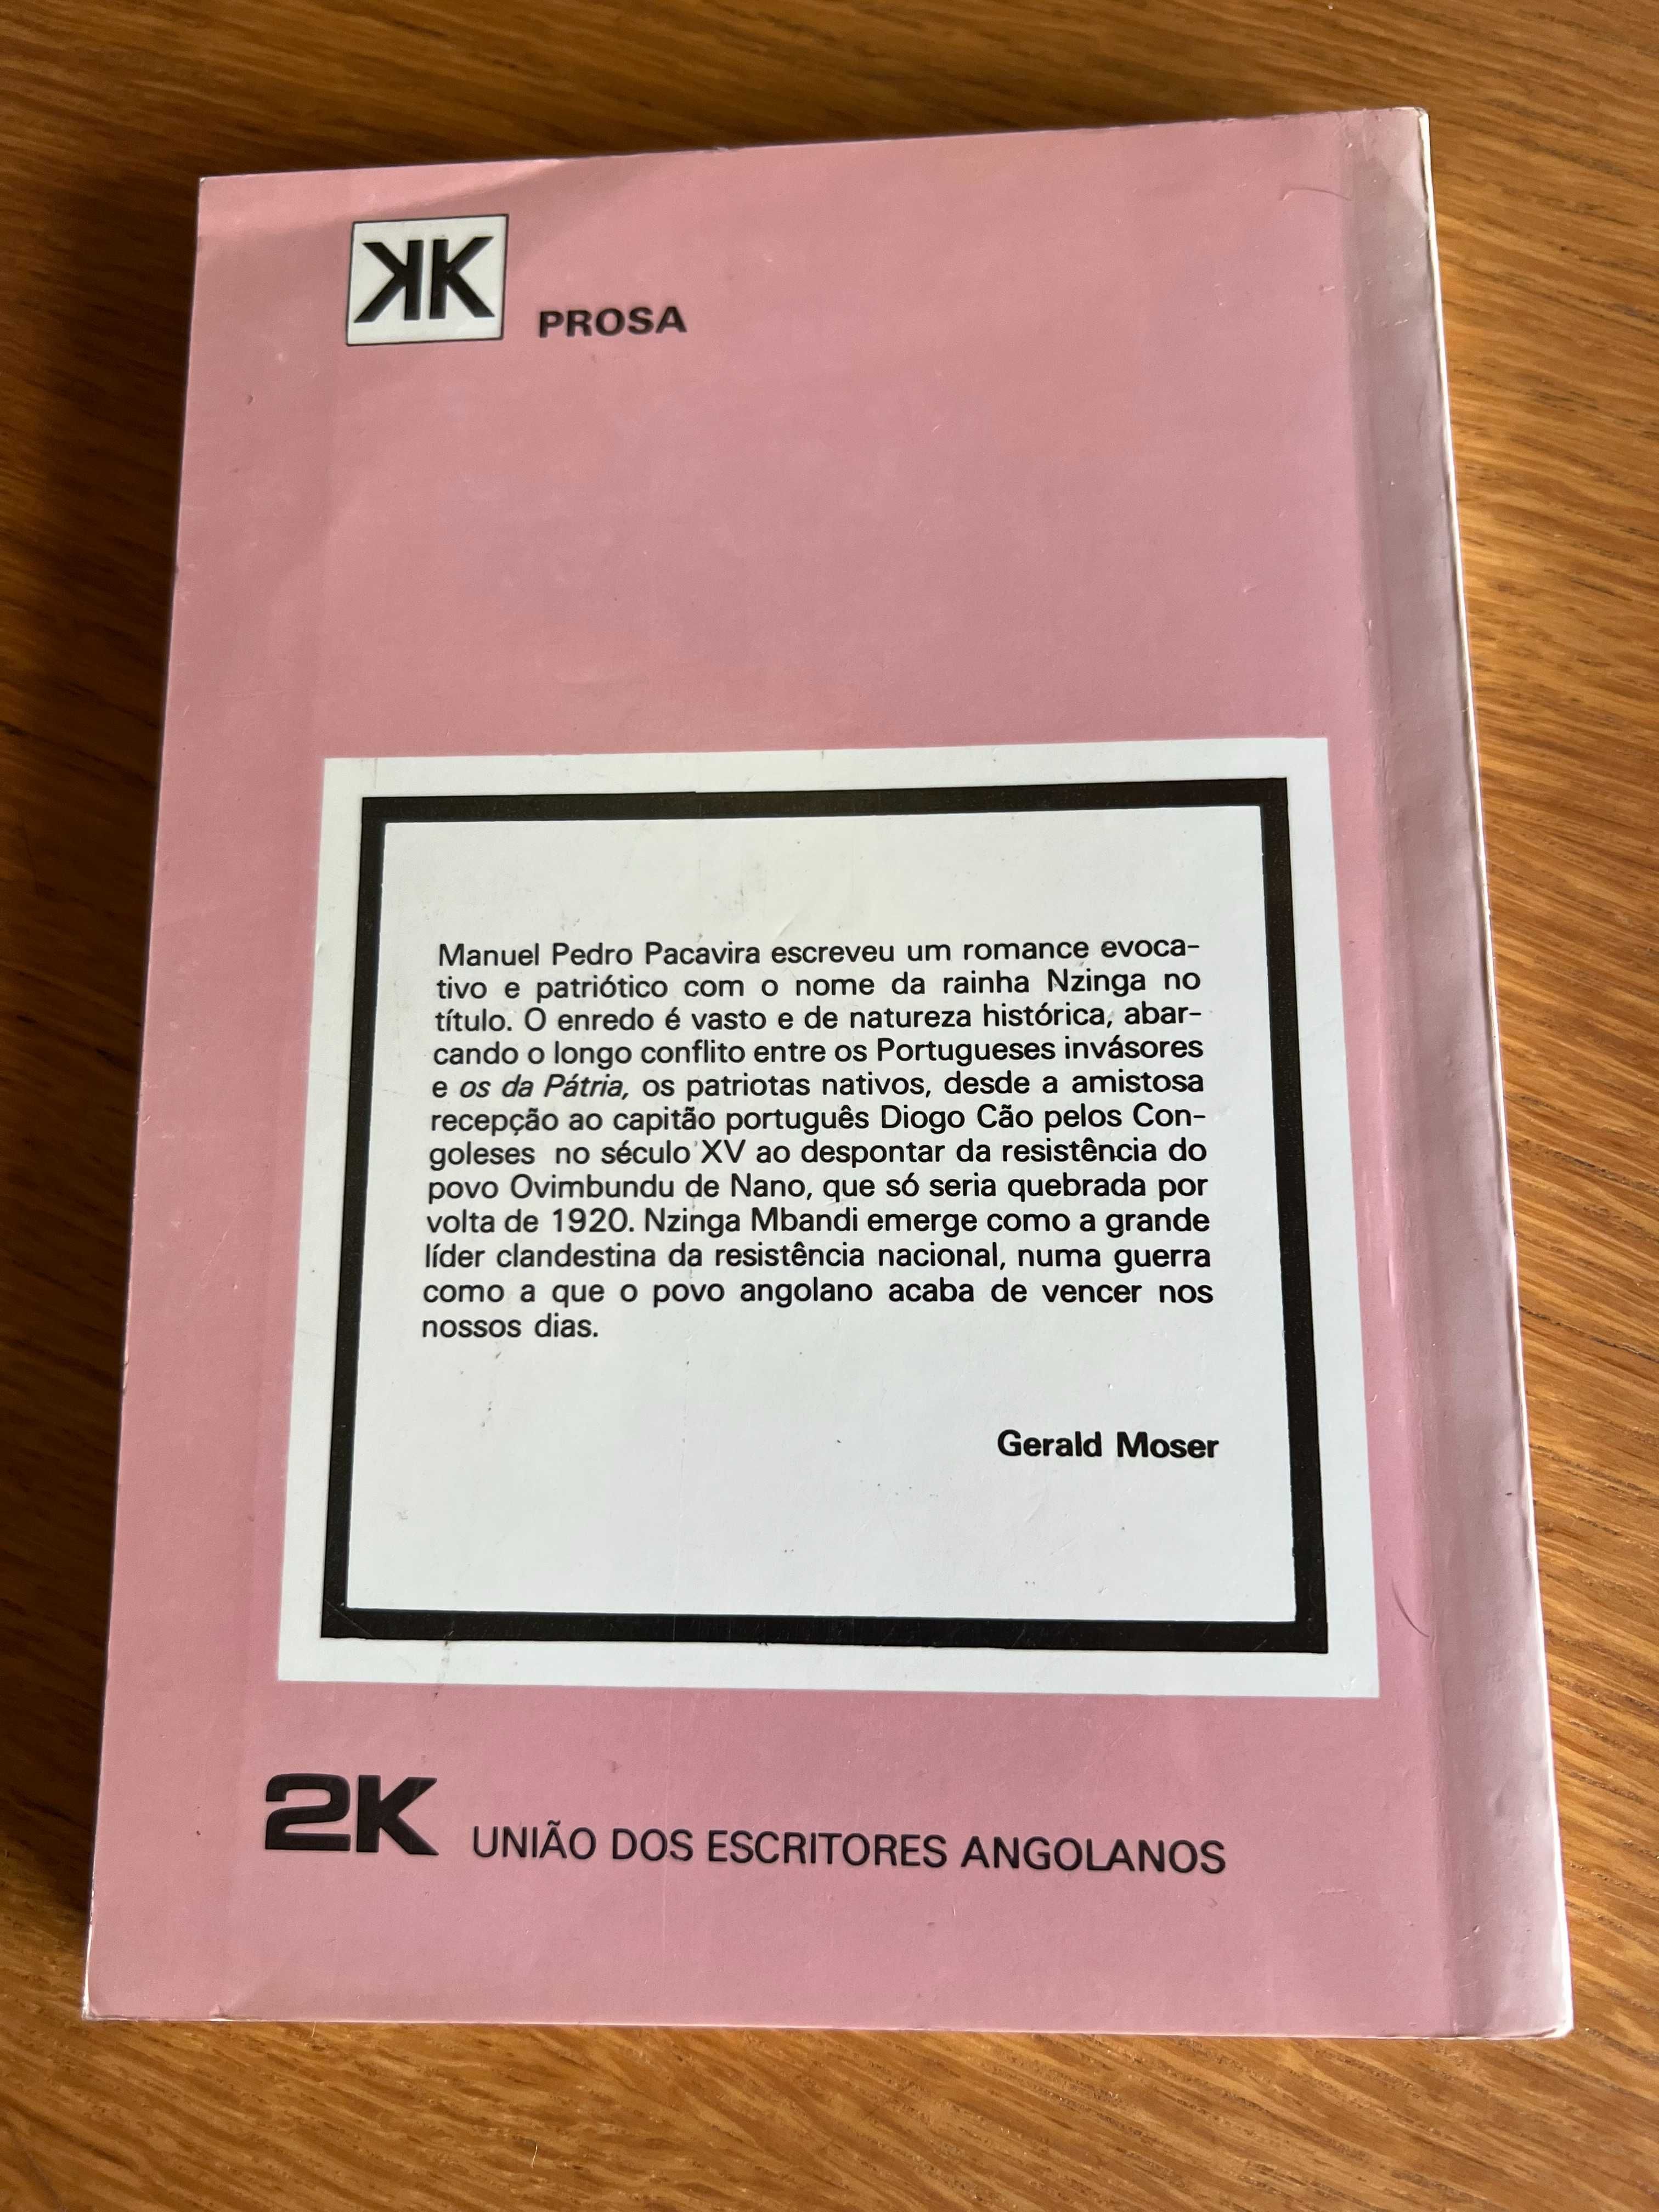 KK
PROSA
Manuel Pedro Pacavira escreveu um romance evoca-
tivo e patriótico com o nome da rainha Nzinga no
título. O enredo é vasto e de natureza histórica, abar-
cando o longo conflito entre os Portugueses invásores
e os da Pátria, os patriotas nativos, desde a amistosa
recepção ao capitão português Diogo Cão pelos Con-
goleses no século XV ao despontar da resistência do
povo Ovimbundu de Nano, que só seria quebrada por
volta de 1920. Nzinga Mbandi emerge como a grande
líder clandestina da resistência nacional, numa guerra
como a que o povo angolano acaba de vencer nos
nossos dias.
Gerald Moser
2K UNIÃO DOS ESCRITORES ANGOLANOS